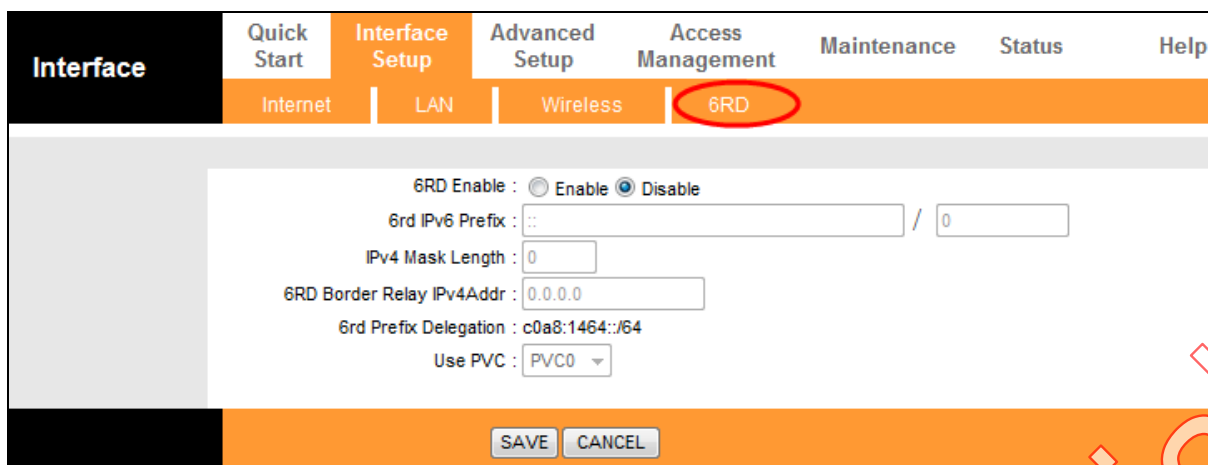 Interface
Quick Start
Interface Setup
Advanced Setup
Access Management
Maintenance
Status
Help
Internet
LAN
Wireless
6RD
6RD Enable : Enable Disable
6rd IPv6 Prefix : :: / 0
IPv4 Mask Length : 0
6RD Border Relay IPv4Addr : 0.0.0.0
6rd Prefix Delegation : c0a8:1464::/64
Use PVC : PVC0
SAVE CANCEL